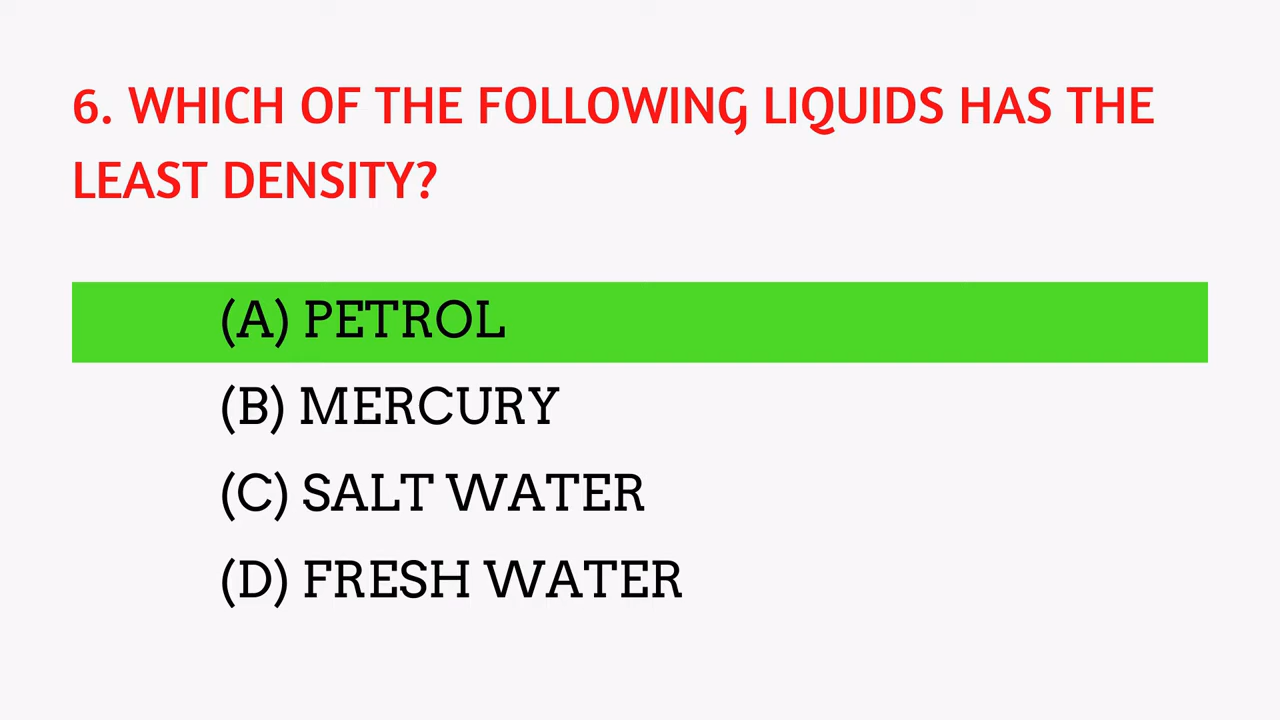 6. WHICH OF THE FOLLOWING LIQUIDS HAS THE
LEAST DENSITY?
(A) PETROL
(B) MERCURY
(C) SALT WATER
(D) FRESH WATER